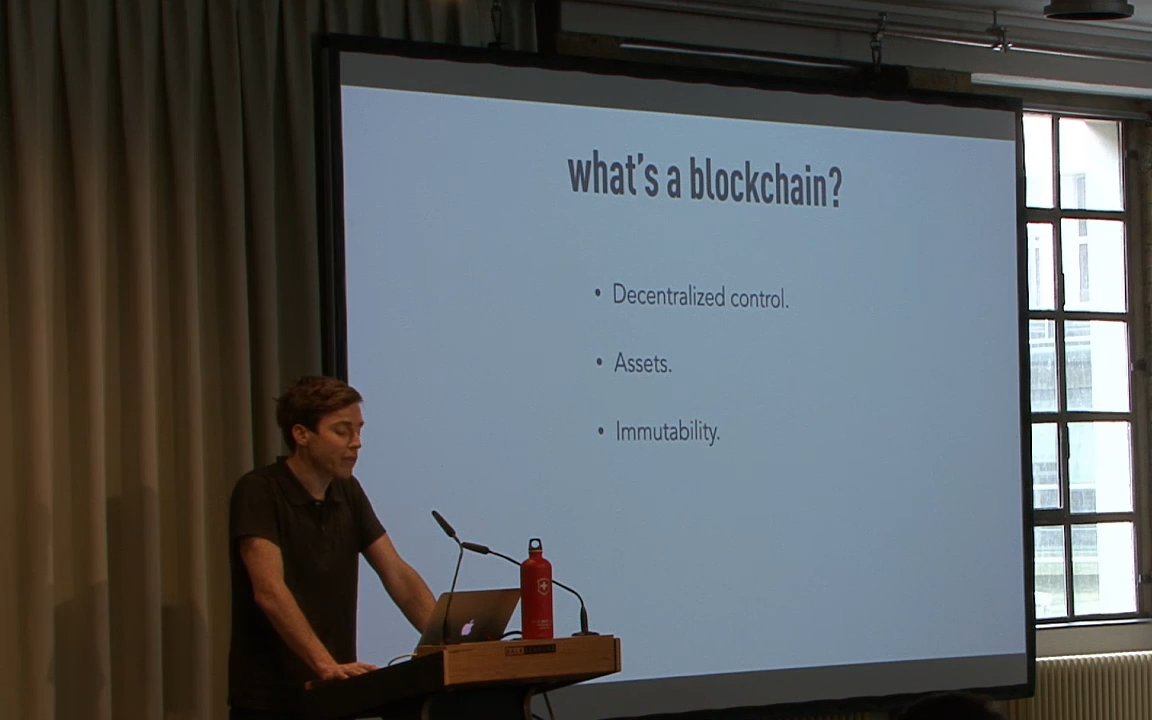 what's a blockchain?
• Decentralized control.
• Assets.
• Immutability.